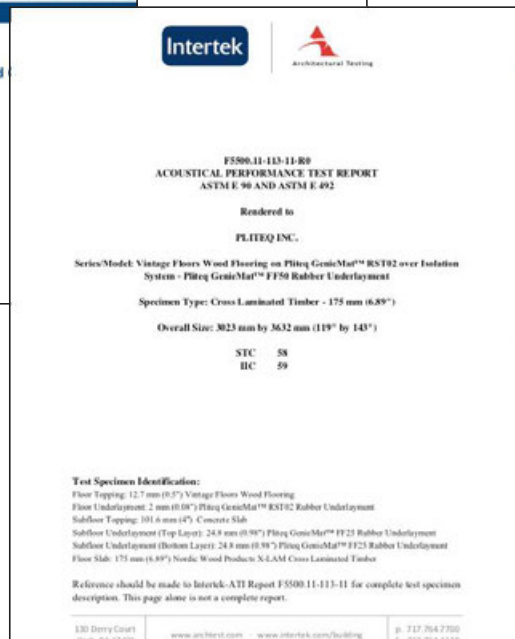 Intertek
Architectural Testing
F5500.11-113-11-R0
ACOUSTICAL PERFORMANCE TEST REPORT
ASTM E 90 AND ASTM E 492
Rendered to
PLITEQ INC.
Series/Model: Vintage Floors Wood Flooring on Pliteq GenieMat™ RST02 over Isolation
System - Pliteq GenieMat™ FF50 Rubber Underlayment
Specimen Type: Cross Laminated Timber - 175 mm (6.89")
Overall Size: 3023 mm by 3632 mm (119" by 143")
STC 58
IIC 59
Test Specimen Identification:
Floor Topping: 12.7 mm (0.5") Vintage Floors Wood Flooring
Floor Underlayment: 2 mm (0.08") Pliteq GenieMat™ RST02 Rubber Underlayment
Subfloor Topping: 101.6 mm (4") Concrete Slab
Subfloor Underlayment (Top Layer): 24.8 mm (0.98") Pliteq GenieMat™ FF25 Rubber Underlayment
Subfloor Underlayment (Bottom Layer): 24.8 mm (0.98") Pliteq GenieMat™ FF25 Rubber Underlayment
Floor Slab: 175 mm (6.89") Nordic Wood Products X-LAM Cross Laminated Timber
Reference should be made to Intertek-ATI Report F5500.11-113-11 for complete test specimen
description. This page alone is not a complete report.
130 Derry Court
www.archtest.com - www.intertek.com/building
p. 717.764.7700